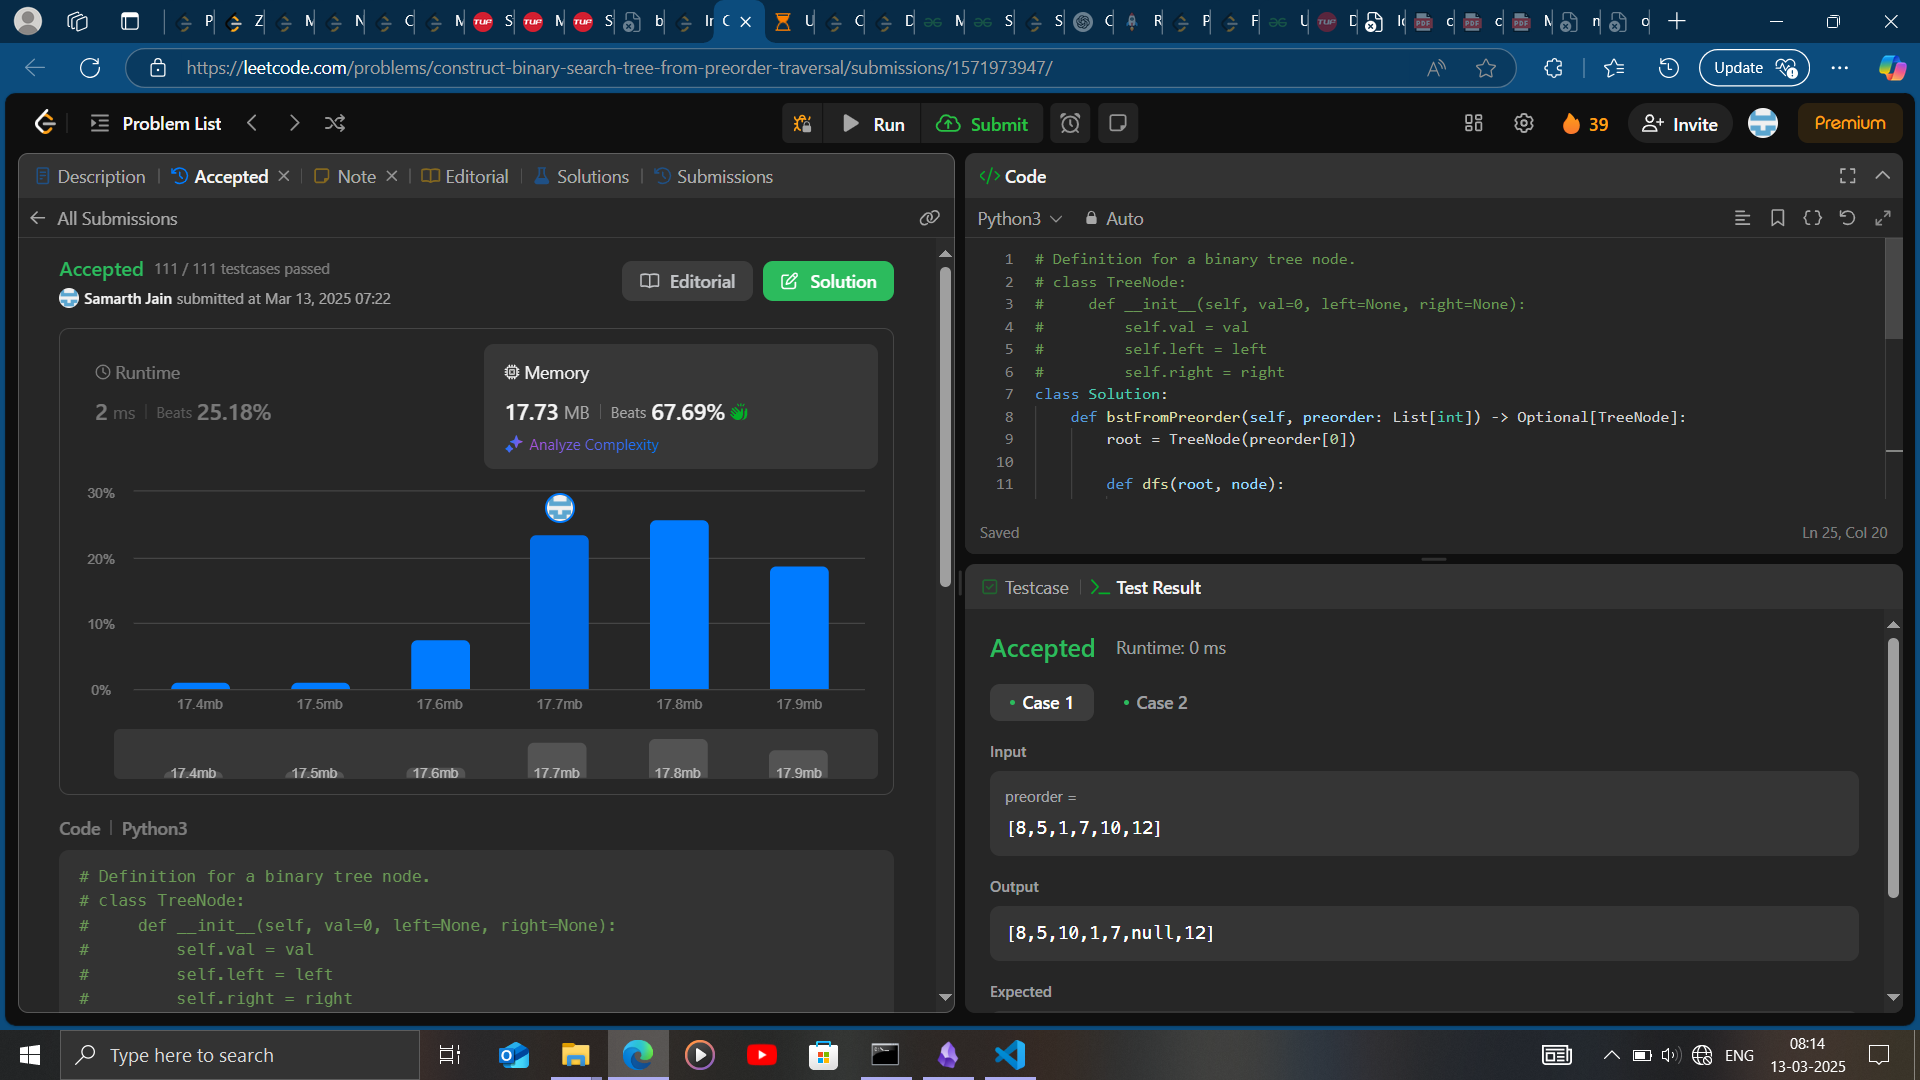 https://leetcode.com/problems/construct-binary-search-tree-from-preorder-traversal/submissions/1571973947/
Update
Problem List
Run
Submit
39
Invite
Premium
Description
Accepted
Note
Editorial
Solutions
Submissions
All Submissions
Accepted 111 / 111 testcases passed
Samarth Jain submitted at Mar 13, 2025 07:22
Editorial
Solution
Runtime
2 ms | Beats 25.18%
Memory
17.73 MB | Beats 67.69%
Analyze Complexity
30%
20%
10%
0%
17.4mb 17.5mb 17.6mb 17.7mb 17.8mb 17.9mb
17.4mb 17.5mb 17.6mb 17.7mb 17.8mb 17.9mb
Code | Python3
# Definition for a binary tree node.
# class TreeNode:
#     def __init__(self, val=0, left=None, right=None):
#         self.val = val
#         self.left = left
#         self.right = right
</> Code
Python3
Auto
1 # Definition for a binary tree node.
2 # class TreeNode:
3 #     def __init__(self, val=0, left=None, right=None):
4 #         self.val = val
5 #         self.left = left
6 #         self.right = right
7 class Solution:
8     def bstFromPreorder(self, preorder: List[int]) -> Optional[TreeNode]:
9         root = TreeNode(preorder[0])
10
11         def dfs(root, node):
Saved
Ln 25, Col 20
Testcase
Test Result
Accepted Runtime: 0 ms
Case 1
Case 2
Input
preorder =
[8,5,1,7,10,12]
Output
[8,5,10,1,7,null,12]
Expected
Type here to search
ENG
08:14
13-03-2025